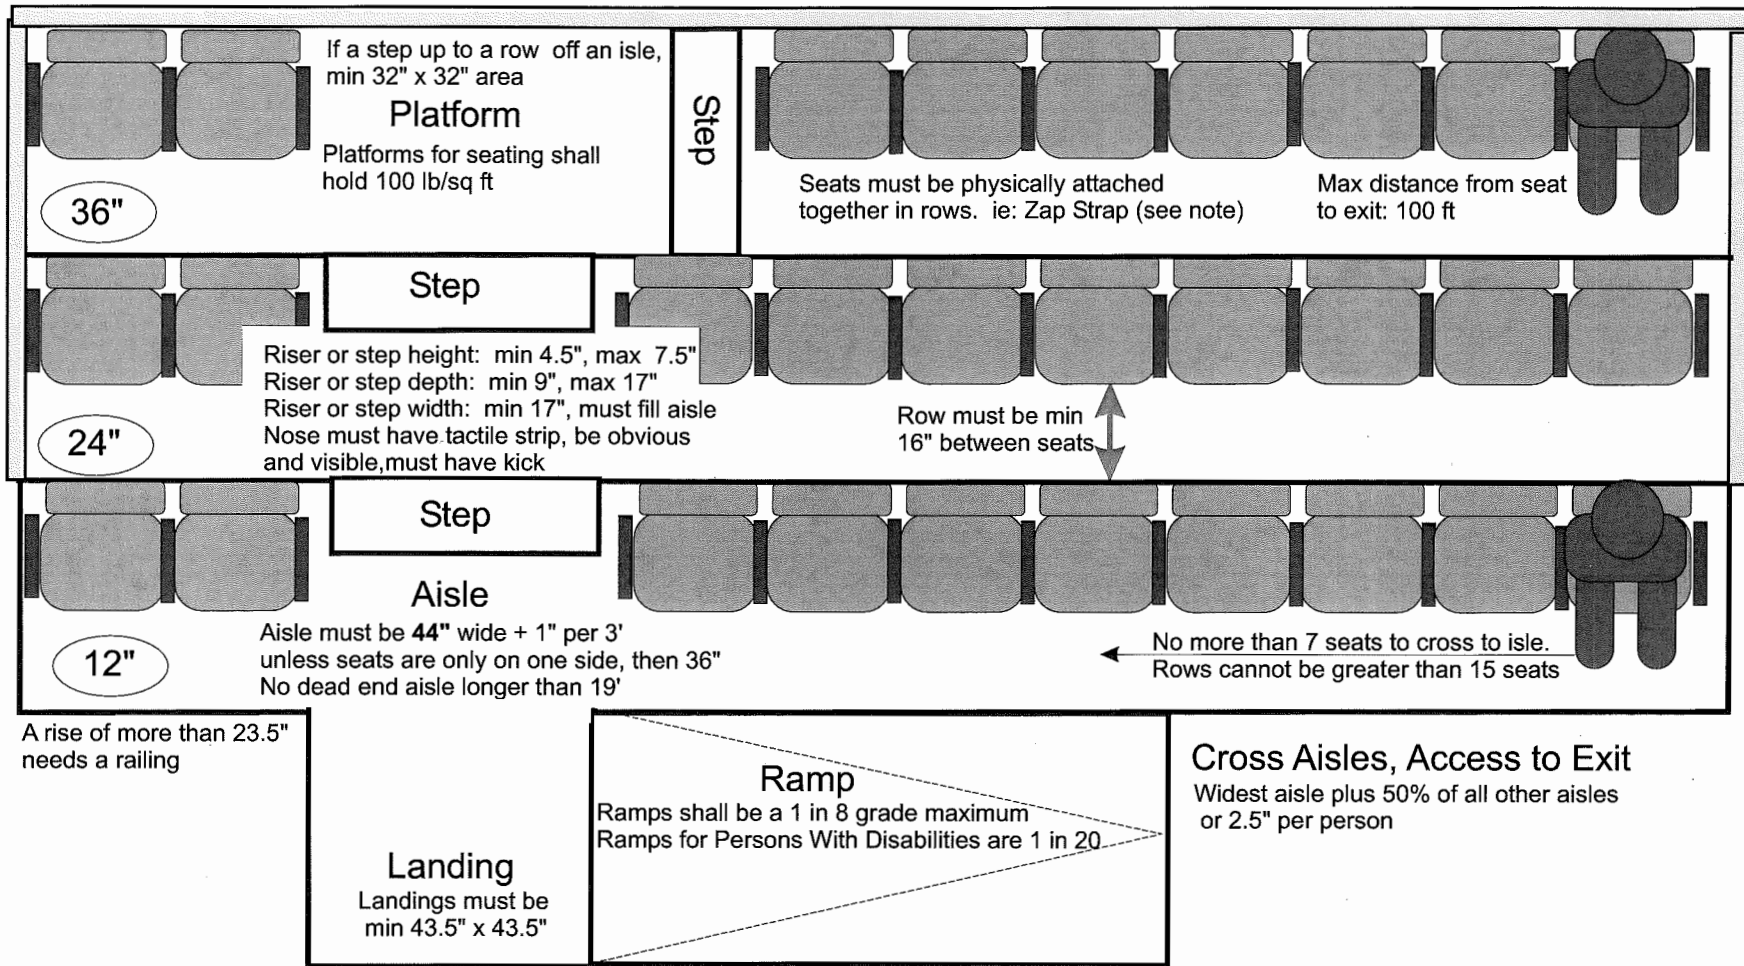 If a step up to a row off an isle,
min 32" x 32" area
Platform
Platforms for seating shall
hold 100 lb/sq ft
36"
Step
Seats must be physically attached
together in rows. ie: Zap Strap (see note)
Max distance from seat
to exit: 100 ft
Step
Riser or step height: min 4.5", max 7.5"
Riser or step depth: min 9", max 17"
Riser or step width: min 17", must fill aisle
Nose must have tactile strip, be obvious
and visible,must have kick
24"
Row must be min
16" between seats
Step
Aisle
Aisle must be 44" wide + 1" per 3'
unless seats are only on one side, then 36"
No dead end aisle longer than 19'
12"
No more than 7 seats to cross to isle.
Rows cannot be greater than 15 seats
A rise of more than 23.5"
needs a railing
Ramp
Ramps shall be a 1 in 8 grade maximum
Ramps for Persons With Disabilities are 1 in 20
Cross Aisles, Access to Exit
Widest aisle plus 50% of all other aisles
or 2.5" per person
Landing
Landings must be
min 43.5" x 43.5"